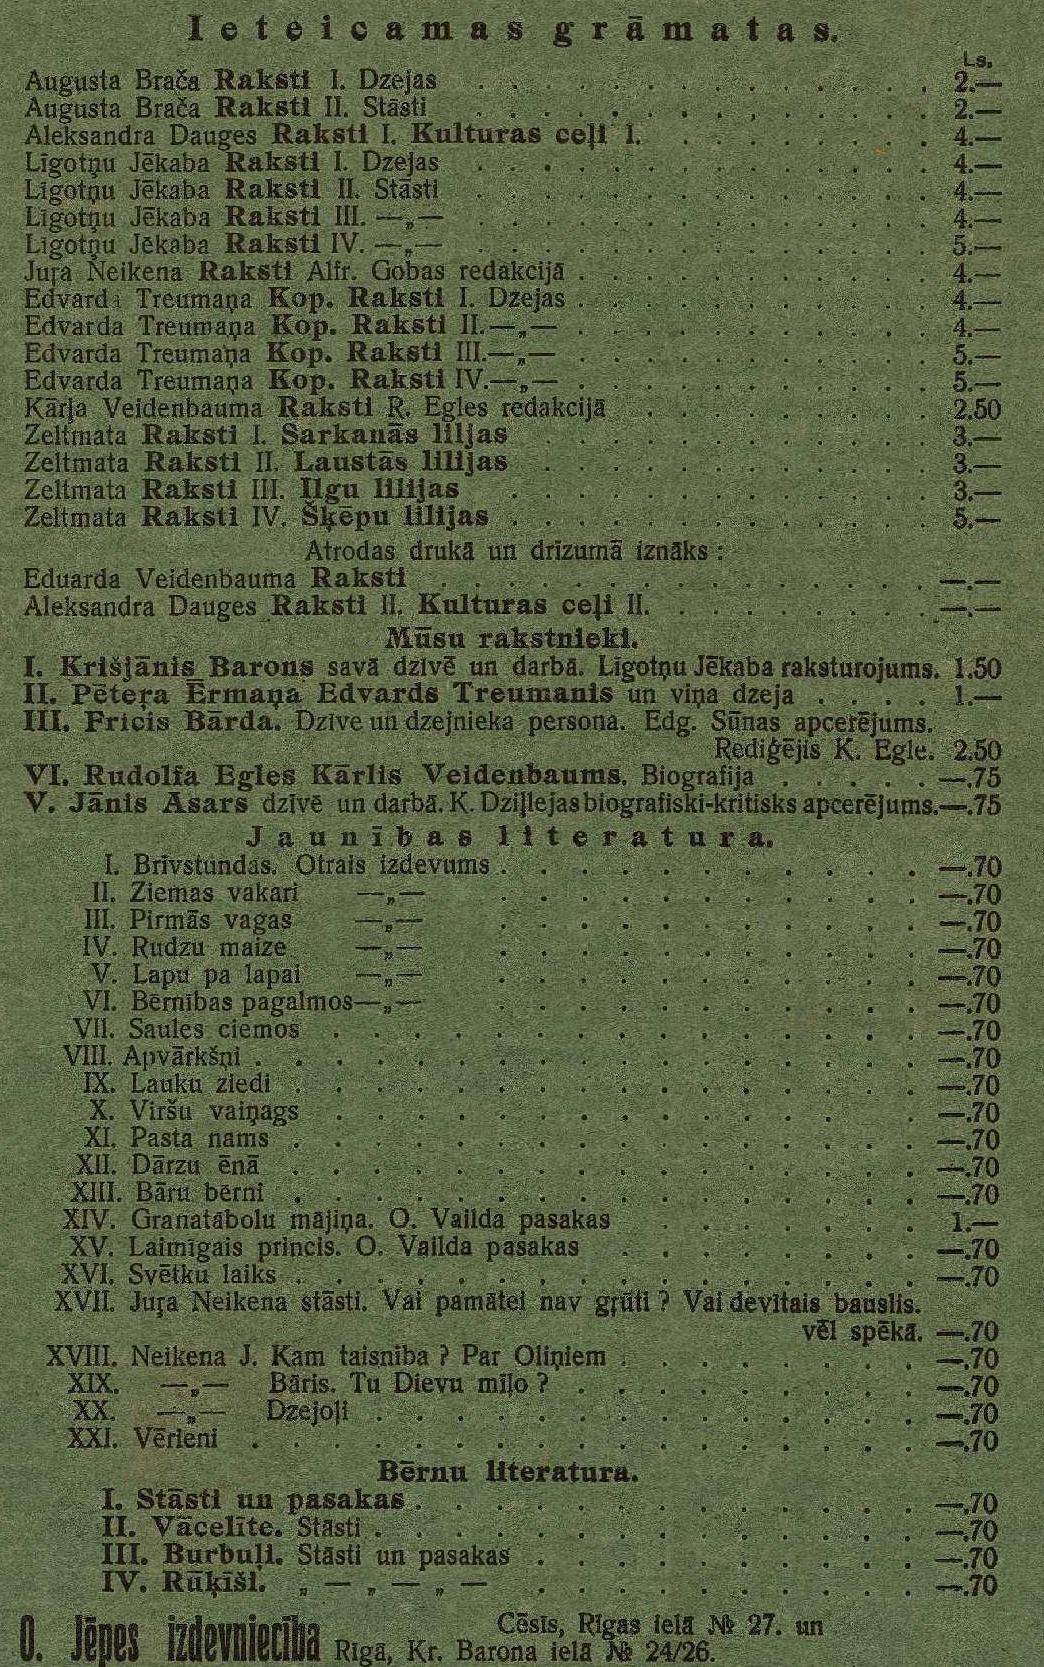 Ieteicamas grāmatas.
Ls.
Augusta Brača Raksti I. Dzejas . . . . . . . . . . . . . 2.—
Augusta Brača Raksti II. Stāsti . . . . . . . . . . . . . 2.—
Aleksandra Dauges Raksti I. Kulturas ceļi I. . . . . . . . . 4.—
Līgotņu Jēkaba Raksti I. Dzejas . . . . . . . . . . . . . 4.—
Līgotņu Jēkaba Raksti II. Stāsti . . . . . . . . . . . . . 4.—
Līgotņu Jēkaba Raksti III. —„— . . . . . . . . . . . . . 4.—
Līgotņu Jēkaba Raksti IV. —„— . . . . . . . . . . . . . 5.—
Juŗa Neikena Raksti Alfr. Gobas redakcijā . . . . . . . . . . . 4.—
Edvarda Treumaņa Kop. Raksti I. Dzejas . . . . . . . . . . . 4.—
Edvarda Treumaņa Kop. Raksti II.—„— . . . . . . . . . . . 4.—
Edvarda Treumaņa Kop. Raksti III.—„— . . . . . . . . . . . 5.—
Edvarda Treumaņa Kop. Raksti IV.—„— . . . . . . . . . . . 5.—
Kārļa Veidenbauma Raksti R. Egles redakcijā . . . . . . . . . 2.50
Zeltmata Raksti I. Sarkanās liljas . . . . . . . . . . . . 3.—
Zeltmata Raksti II. Laustās lilijas . . . . . . . . . . . . 3.—
Zeltmata Raksti III. Ilgu lilijas . . . . . . . . . . . . . 3.—
Zeltmata Raksti IV. Šķēpu lilijas . . . . . . . . . . . . . 5.—
Atrodas drukā un drīzumā iznāks :
Eduarda Veidenbauma Raksti . . . . . . . . . . . . . . . —.—
Aleksandra Dauges Raksti II. Kulturas ceļi II. . . . . . . . . —.—
Mūsu rakstnieki.
I. Krišjānis Barons savā dzīvē un darbā. Līgotņu Jēkaba raksturojums. 1.50
II. Pēteŗa Ērmaņa Edvards Treumanis un viņa dzeja . . . . 1.—
III. Fricis Bārda. Dzīve un dzejnieka persona. Edg. Sūnas apcerējums.
Rediģējis K. Egle. 2.50
VI. Rudolfa Egles Kārlis Veidenbaums. Biografija . . . . . —.75
V. Jānis Asars dzīvē un darbā. K. Dziļlejas biografiski-kritisks apcerējums.—.75
Jaunības literatura.
I. Brīvstundas. Otrais izdevums . . . . . . . . . . . . —.70
II. Ziemas vakari —„— . . . . . . . . . . . . —.70
III. Pirmās vagas —„— . . . . . . . . . . . . —.70
IV. Rudzu maize —„— . . . . . . . . . . . . —.70
V. Lapu pa lapai —„— . . . . . . . . . . . . —.70
VI. Bērnības pagalmos—„— . . . . . . . . . . . . —.70
VII. Saules ciemos . . . . . . . . . . . . . . . —.70
VIII. Apvārkšņi . . . . . . . . . . . . . . . . . —.70
IX. Lauku ziedi . . . . . . . . . . . . . . . . —.70
X. Viršu vaiņags . . . . . . . . . . . . . . . —.70
XI. Pasta nams . . . . . . . . . . . . . . . . —.70
XII. Dārzu ēnā . . . . . . . . . . . . . . . . —.70
XIII. Bāru bērni . . . . . . . . . . . . . . . . —.70
XIV. Granatābolu mājiņa. O. Vailda pasakas . . . . . . . . 1.—
XV. Laimīgais princis. O. Vailda pasakas . . . . . . . . —.70
XVI. Svētku laiks . . . . . . . . . . . . . . . . —.70
XVII. Juŗa Neikena stāsti. Vai pamātei nav gŗūti ? Vai devītais bauslis.
vēl spēkā. —.70
XVIII. Neikena J. Kam taisnība ? Par Oliņiem . . . . . . . . —.70
XIX. —„— Bāris. Tu Dievu mīļo ? . . . . . . . . . —.70
XX. —„— Dzejoļi . . . . . . . . . . . . . . —.70
XXI. Vērieni . . . . . . . . . . . . . . . . . —.70
Bērnu literatura.
I. Stāsti un pasakas . . . . . . . . . . . . . —.70
II. Vācelīte. Stāsti . . . . . . . . . . . . . . —.70
III. Burbuļi. Stāsti un pasakas . . . . . . . . . . —.70
IV. Rūķīši. „ — „ — „ — . . . . . . . . . . —.70
O. Jēpes izdevniecība Cēsīs, Rīgas ielā № 27. un
Rīgā, Kr. Barona ielā № 24/26.